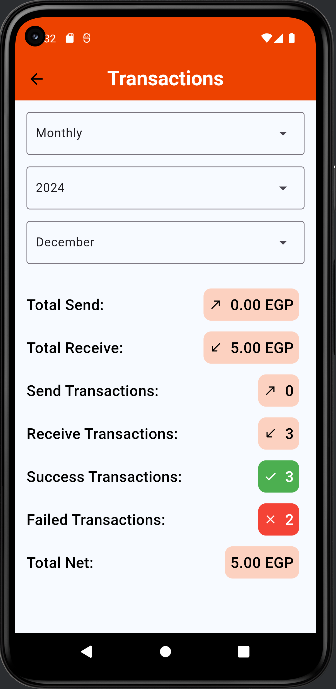 Transactions
Monthly
2024
December
Total Send: 0.00 EGP
Total Receive: 5.00 EGP
Send Transactions: 0
Receive Transactions: 3
Success Transactions: 3
Failed Transactions: 2
Total Net: 5.00 EGP